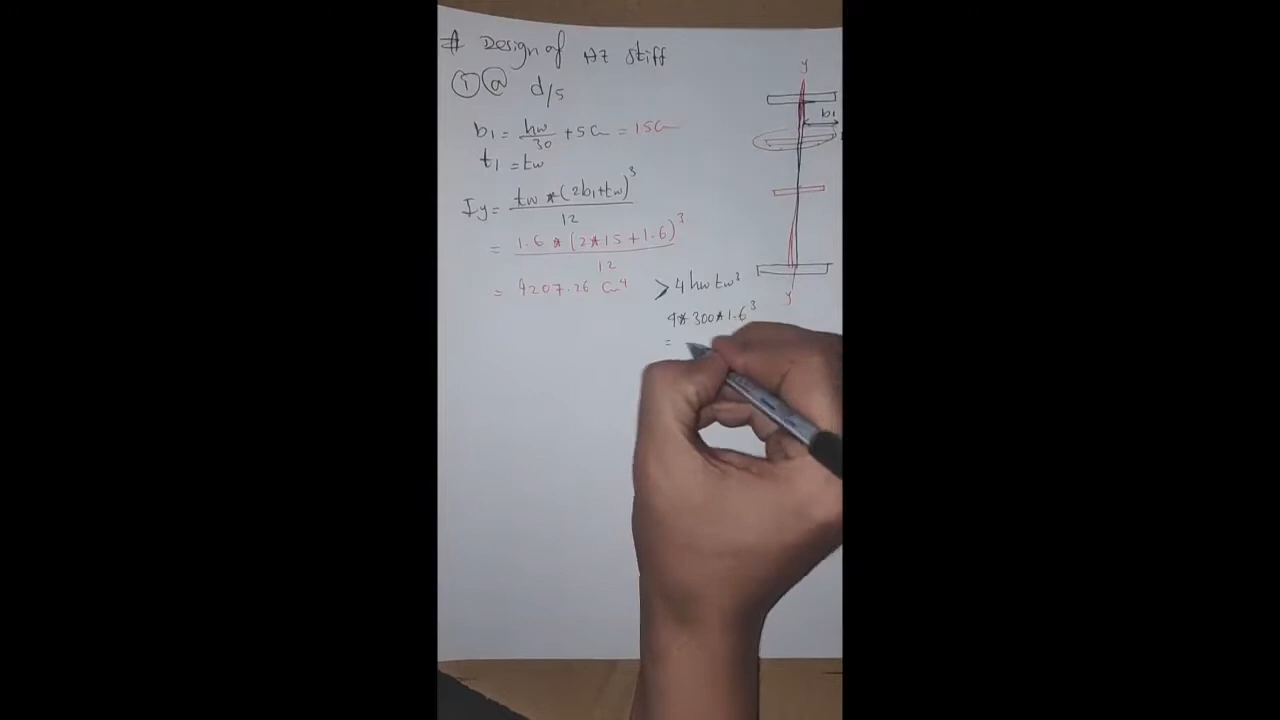 # Design of Hz stiff
① @ d/5
b1 = hw/30 + 5cm = 15cm
t1 = tw
Iy = tw * (2b1+tw)^3 / 12
= 1.6 * (2*15+1.6)^3 / 12
= 4207.26 cm^4 > 4 hw tw^3
4*300*1.6^3
=
y
b1
y